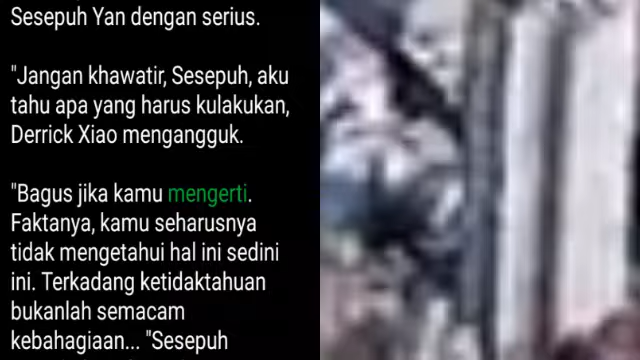 Sesepuh Yan dengan serius.
"Jangan khawatir, Sesepuh, aku
tahu apa yang harus kulakukan,
Derrick Xiao mengangguk.
"Bagus jika kamu mengerti.
Faktanya, kamu seharusnya
tidak mengetahui hal ini sedini
ini. Terkadang ketidaktahuan
bukanlah semacam
kebahagiaan... "Sesepuh